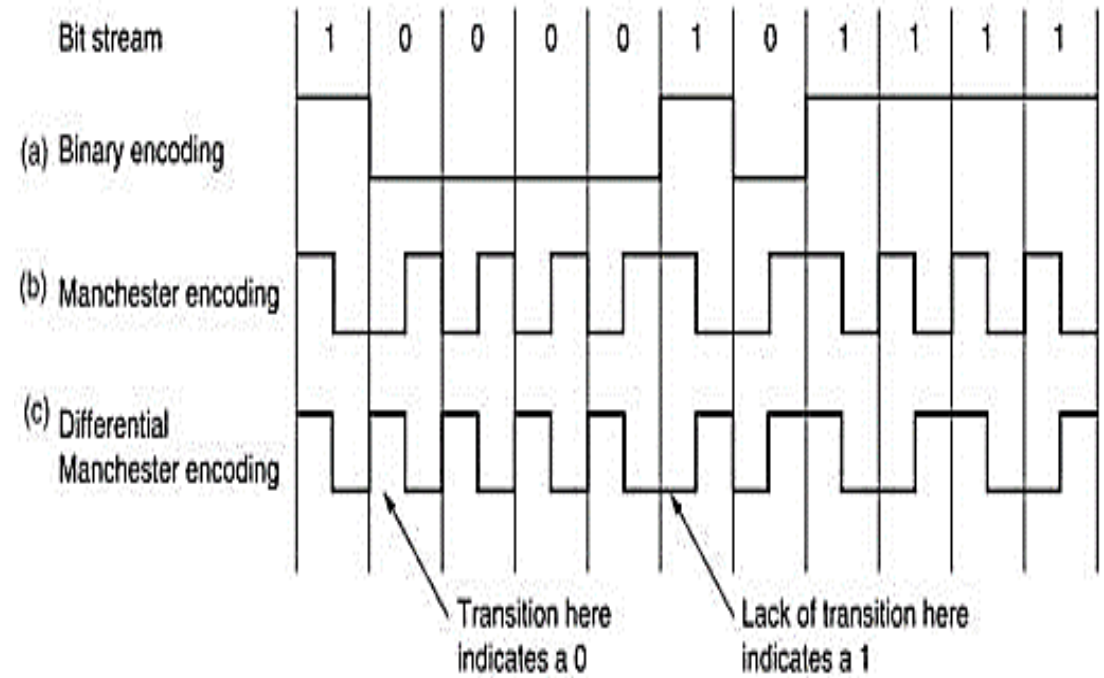 Bit stream 1 0 0 0 0 1 0 1 1 1 1
(a) Binary encoding
(b) Manchester encoding
(c) Differential
Manchester encoding
Transition here
indicates a 0
Lack of transition here
indicates a 1